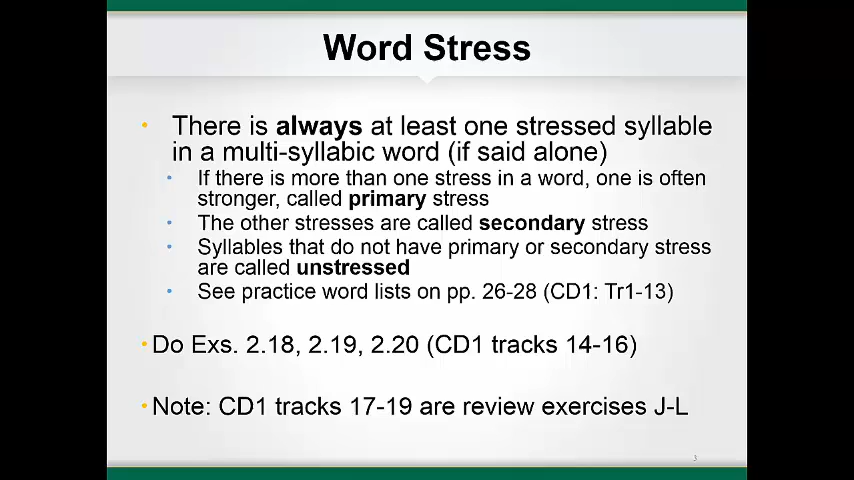 Word Stress
• There is always at least one stressed syllable
in a multi-syllabic word (if said alone)
• If there is more than one stress in a word, one is often
stronger, called primary stress
• The other stresses are called secondary stress
• Syllables that do not have primary or secondary stress
are called unstressed
• See practice word lists on pp. 26-28 (CD1: Tr1-13)
• Do Exs. 2.18, 2.19, 2.20 (CD1 tracks 14-16)
• Note: CD1 tracks 17-19 are review exercises J-L
3